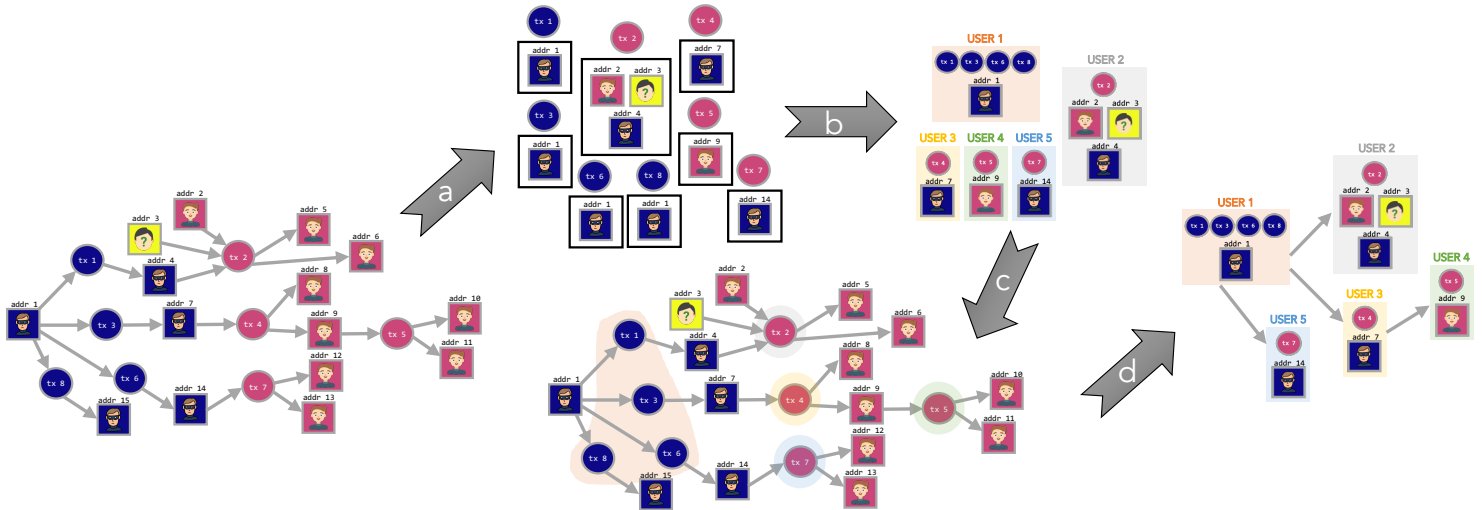 addr 2
addr 5
addr 3
addr 6
tx 1
addr 4
tx 2
addr 8
addr 1
addr 7
tx 3
tx 4
addr 9
addr 10
tx 5
addr 11
addr 12
tx 8
tx 6
addr 14
tx 7
addr 15
addr 13
a
tx 1
addr 1
tx 2
addr 2
addr 3
addr 4
tx 4
addr 7
tx 3
addr 1
tx 5
addr 9
tx 6
addr 1
tx 8
addr 1
tx 7
addr 14
b
USER 1
tx 1
tx 3
tx 6
tx 8
addr 1
USER 2
tx 2
addr 2
addr 3
addr 4
USER 3
tx 4
addr 7
USER 4
tx 5
addr 9
USER 5
tx 7
addr 14
c
addr 2
addr 5
addr 3
addr 6
tx 1
addr 4
tx 2
addr 8
addr 1
addr 7
tx 3
tx 4
addr 9
addr 10
tx 5
addr 11
addr 12
tx 8
tx 6
addr 14
tx 7
addr 15
addr 13
d
USER 1
tx 1
tx 3
tx 6
tx 8
addr 1
USER 2
tx 2
addr 2
addr 3
addr 4
USER 4
tx 5
addr 9
USER 3
tx 4
addr 7
USER 5
tx 7
addr 14